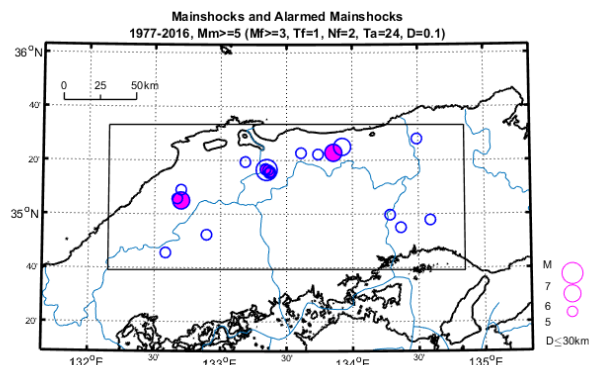 Mainshocks and Alarmed Mainshocks
1977-2016, Mm>=5 (Mf>=3, Tf=1, Nf=2, Ta=24, D=0.1)
36°N
0 25 50km
40'
20'
35°N
40'
20'
M
7
6
5
D≤30km
132°E 30' 133°E 30' 134°E 30' 135°E